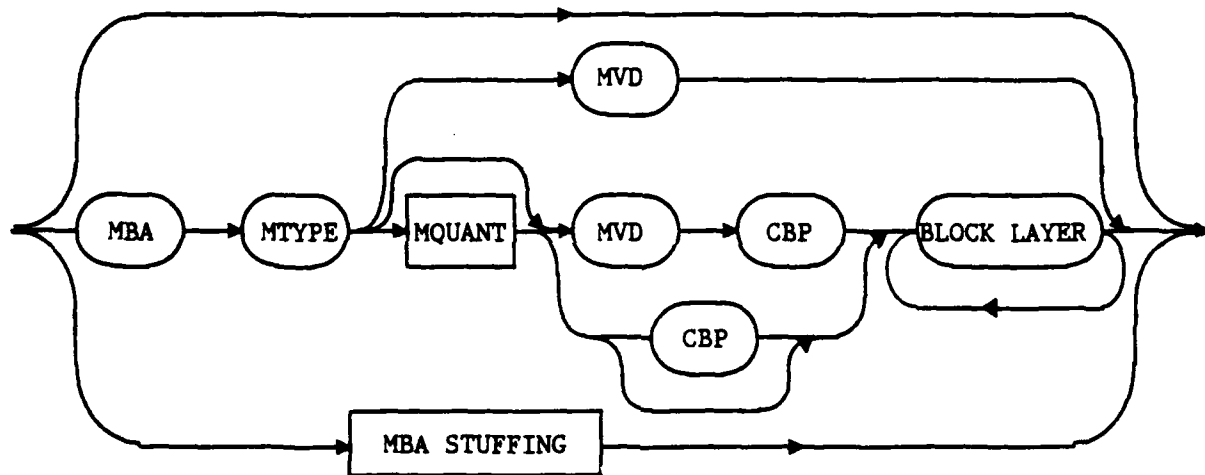 MVD
MBA MTYPE MQUANT MVD CBP BLOCK LAYER
CBP
MBA STUFFING